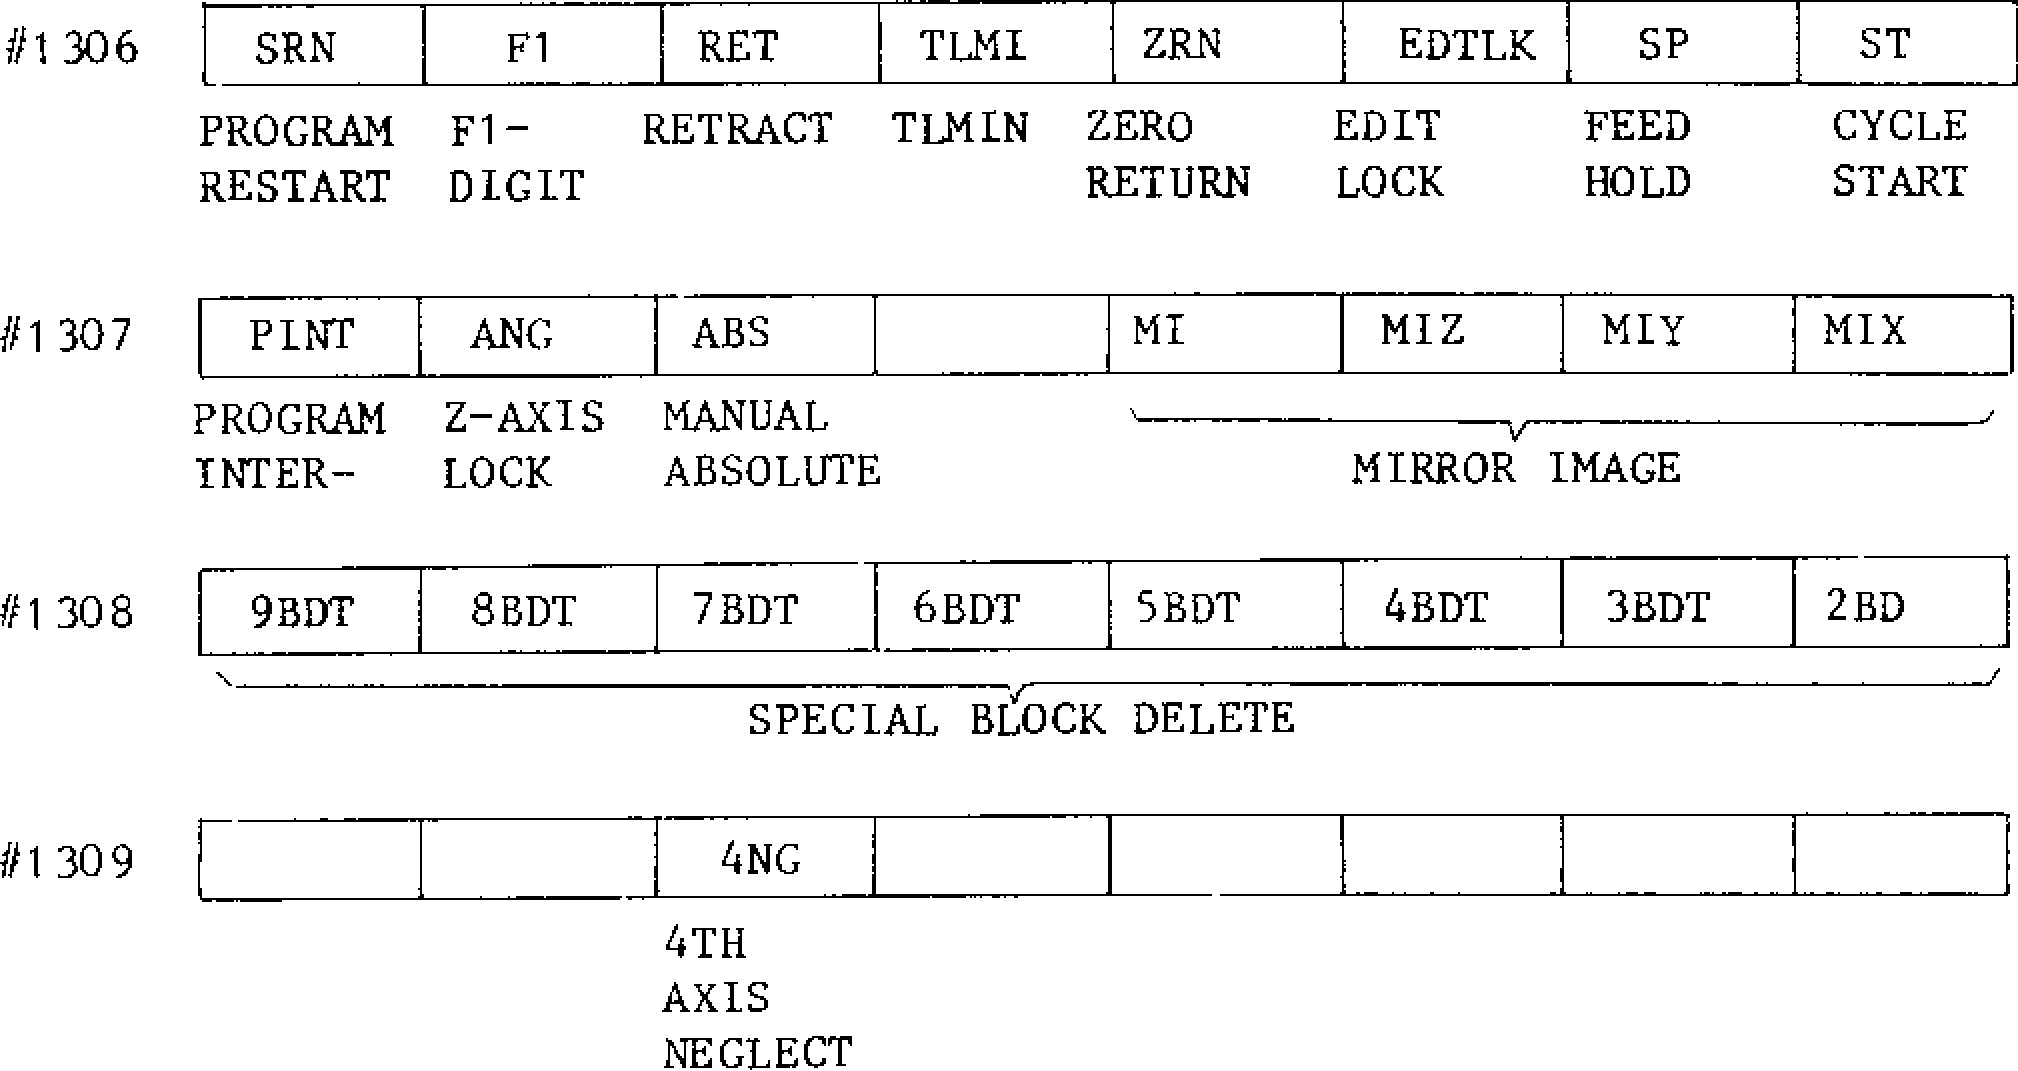 #1306 SRN F1 RET TLMI ZRN EDTLK SP ST
PROGRAM F1- RETRACT TLMIN ZERO EDIT FEED CYCLE
RESTART DIGIT RETURN LOCK HOLD START
#1307 PINT ANG ABS MI MIZ MIY MIX
PROGRAM Z-AXIS MANUAL
INTER- LOCK ABSOLUTE MIRROR IMAGE
#1308 9BDT 8BDT 7BDT 6BDT 5BDT 4BDT 3BDT 2BD
SPECIAL BLOCK DELETE
#1309 4NG
4TH
AXIS
NEGLECT